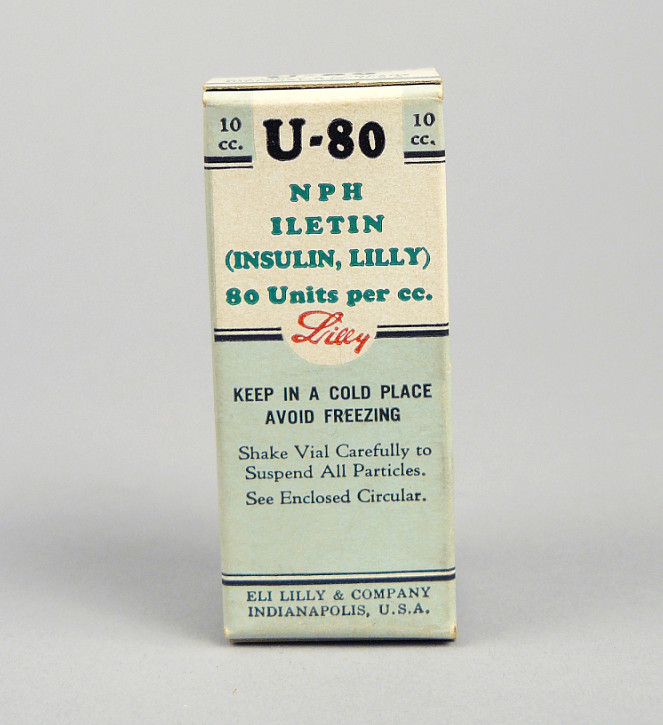 U-80
10 cc.
U-80
10 cc.
NPH
ILETIN
(INSULIN, LILLY)
80 Units per cc.
Lilly
KEEP IN A COLD PLACE
AVOID FREEZING
Shake Vial Carefully to
Suspend All Particles.
See Enclosed Circular.
ELI LILLY & COMPANY
INDIANAPOLIS, U.S.A.